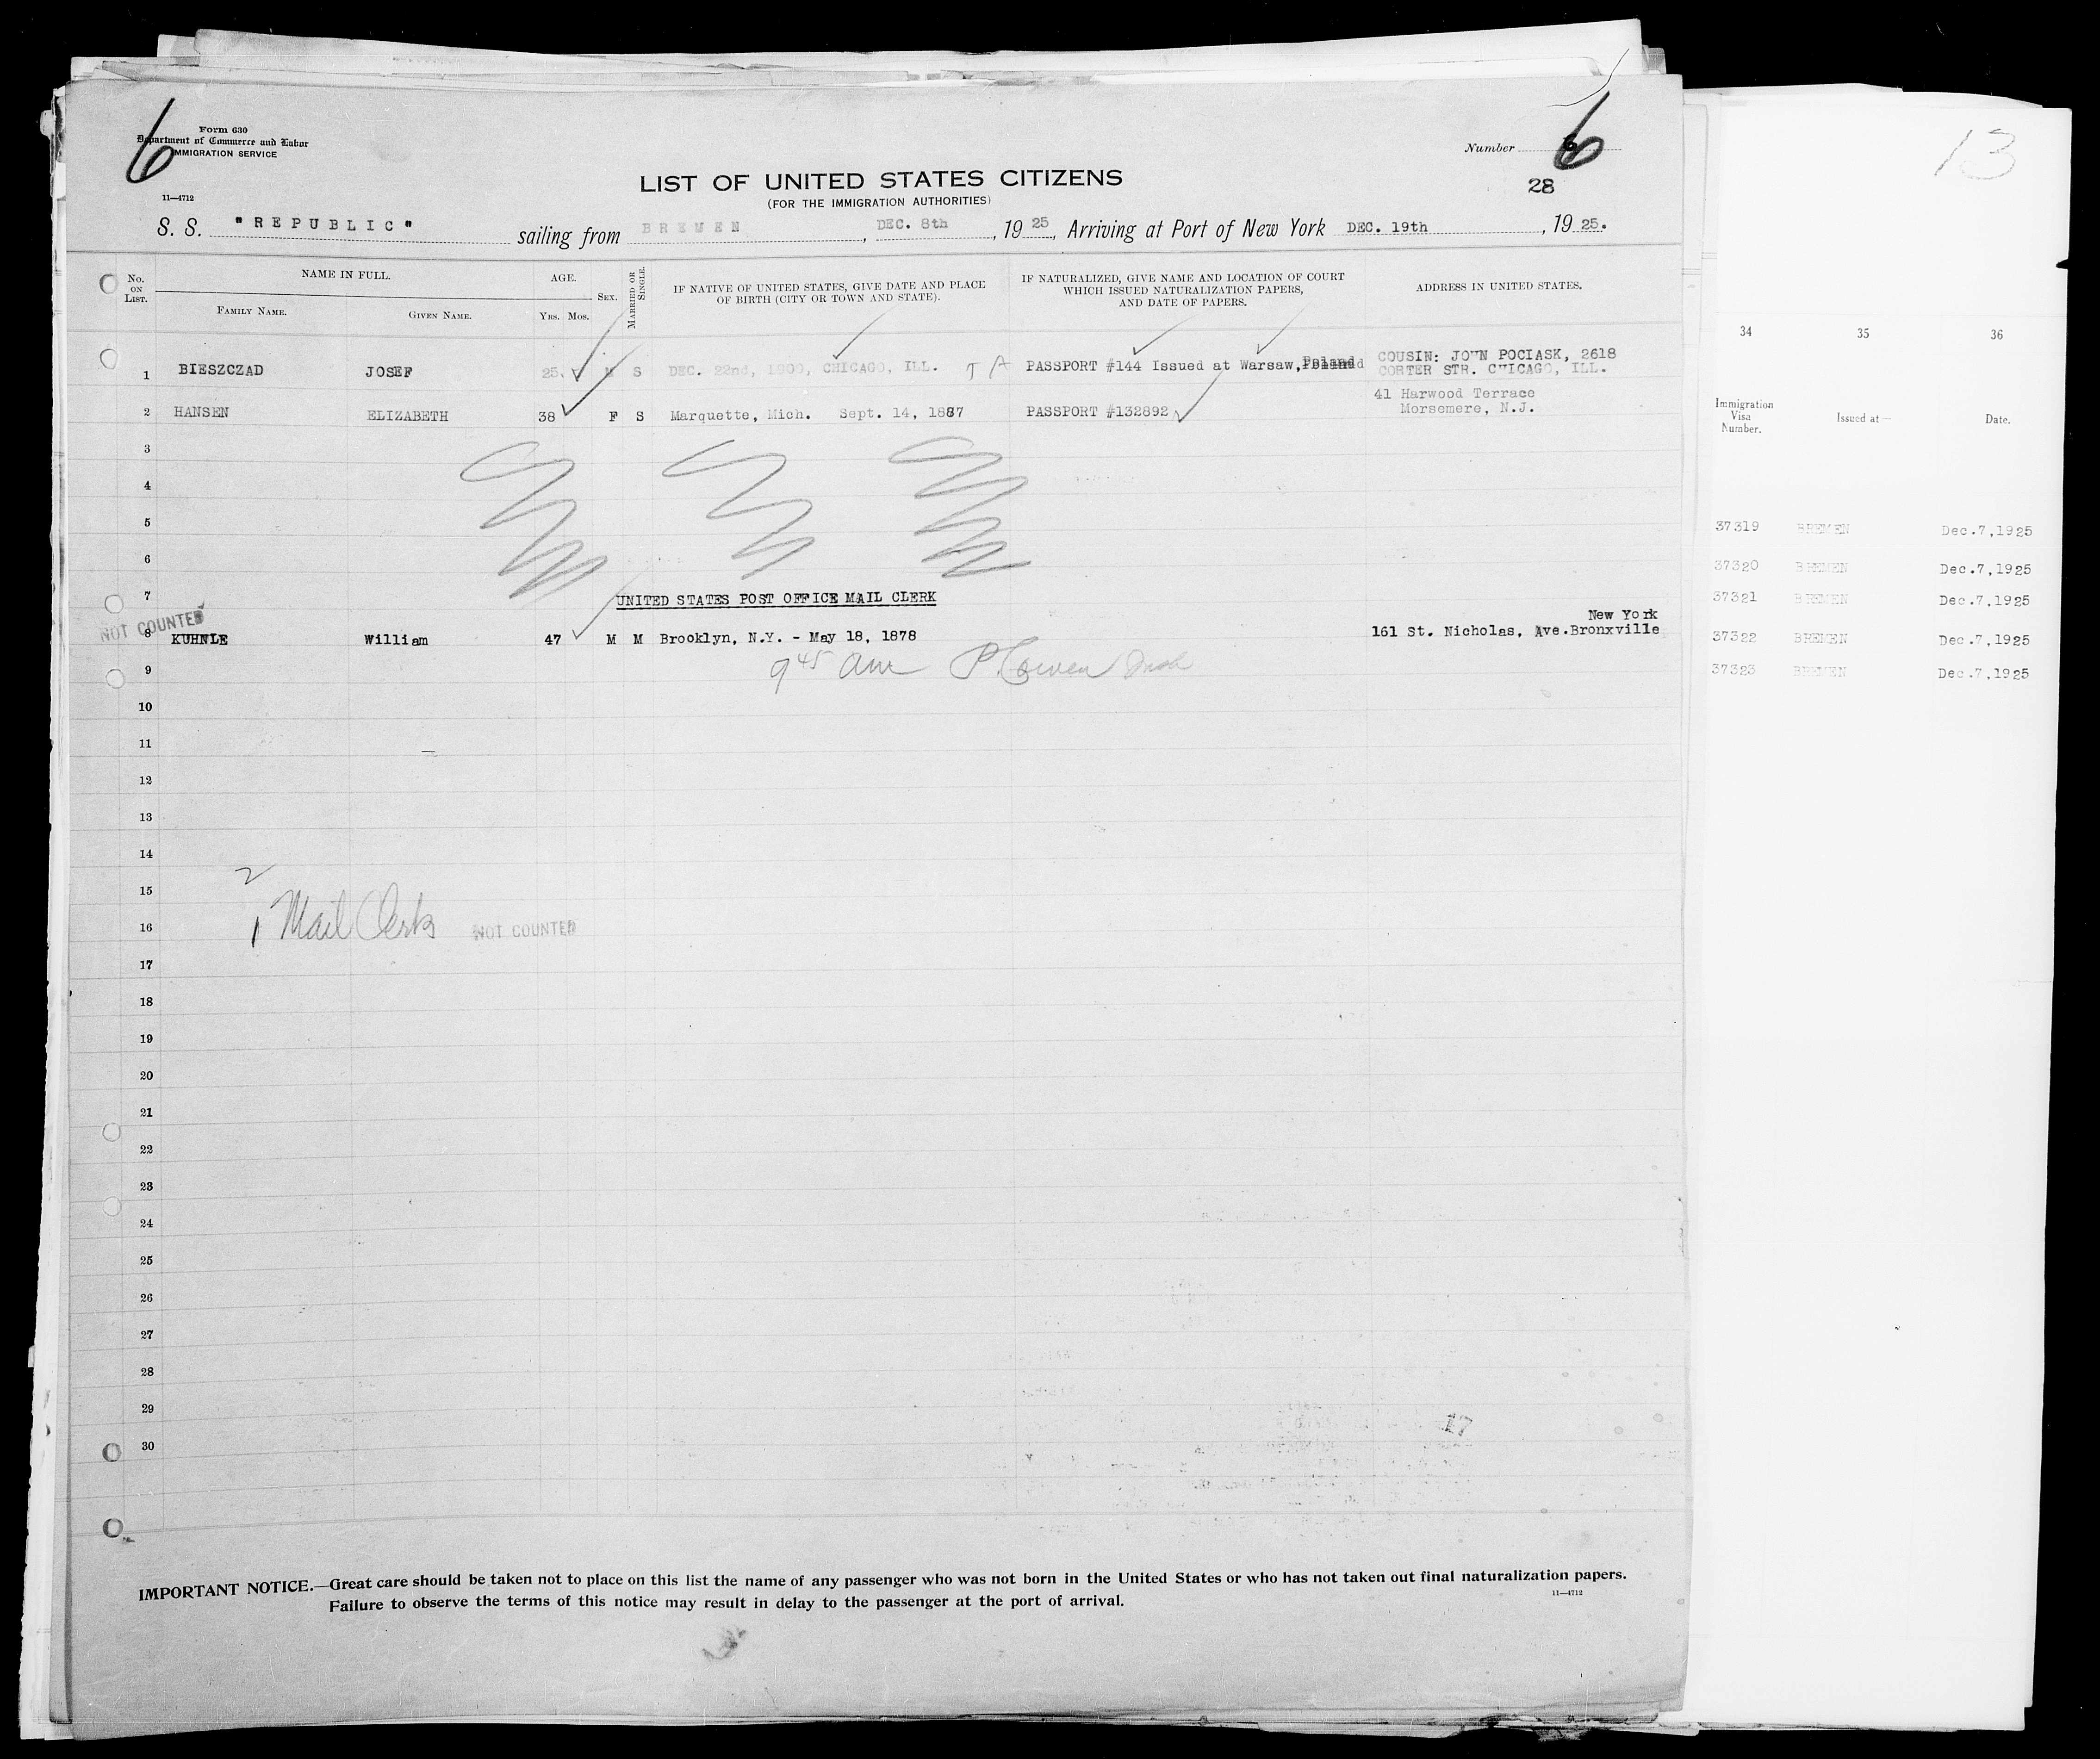 6
Form 630
Department of Commerce and Labor
IMMIGRATION SERVICE
11—4712
Number 6
6
28
13
LIST OF UNITED STATES CITIZENS
(FOR THE IMMIGRATION AUTHORITIES)
S. S. "REPUBLIC" sailing from BREMEN, DEC. 8th, 19 25, Arriving at Port of New York DEC. 19th, 19 25.
No. ON LIST.
NAME IN FULL.
FAMILY NAME.
GIVEN NAME.
AGE.
YRS. MOS.
SEX.
MARRIED OR SINGLE.
IF NATIVE OF UNITED STATES, GIVE DATE AND PLACE
OF BIRTH (CITY OR TOWN AND STATE).
IF NATURALIZED, GIVE NAME AND LOCATION OF COURT
WHICH ISSUED NATURALIZATION PAPERS,
AND DATE OF PAPERS.
ADDRESS IN UNITED STATES.
1 BIESZCZAD JOSEF 25 M S DEC. 22nd, 1900, CHICAGO, ILL. PASSPORT #144 Issued at Warsaw, Poland COUSIN: JOHN POCIASK, 2618
CORTER STR. CHICAGO, ILL.
41 Harwood Terrace
2 HANSEN ELIZABETH 38 F S Marquette, Mich. Sept. 14, 1887 PASSPORT #132892 Morsemere, N.J.
3
4
5
6
7 UNITED STATES POST OFFICE MAIL CLERK
NOT COUNTED
New York
8 KUHNLE William 47 M M Brooklyn, N.Y. - May 18, 1878 161 St. Nicholas, Ave. Bronxville
9 9 45 am P. Cowen
10
11
12
13
14
2
15
16 1 Mail Clerk NOT COUNTED
17
18
19
20
21
22
23
24
25
26
27
28
29 17
30
IMPORTANT NOTICE.—Great care should be taken not to place on this list the name of any passenger who was not born in the United States or who has not taken out final naturalization papers.
Failure to observe the terms of this notice may result in delay to the passenger at the port of arrival.
11—4712
34 35 36
Immigration Visa Number. Issued at— Date.
37319 BREMEN Dec.7,1925
37320 BREMEN Dec.7,1925
37321 BREMEN Dec.7,1925
37322 BREMEN Dec.7,1925
37323 BREMEN Dec.7,1925